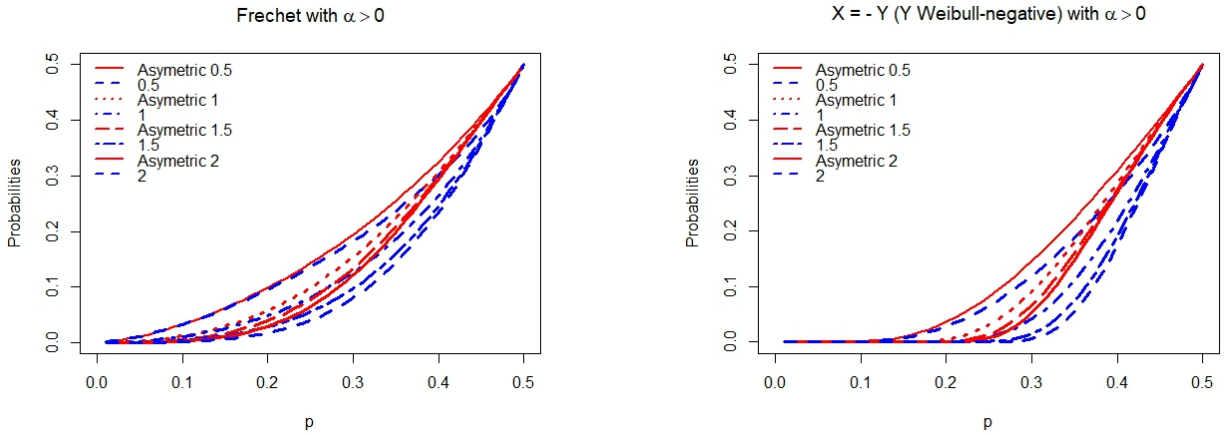 Frechet with α > 0
0.5
0.4
0.3
0.2
0.1
0.0
Probabilities
Asymetric 0.5
0.5
Asymetric 1
1
Asymetric 1.5
1.5
Asymetric 2
2
0.0 0.1 0.2 0.3 0.4 0.5
p
X = - Y (Y Weibull-negative) with α > 0
0.5
0.4
0.3
0.2
0.1
0.0
Probabilities
Asymetric 0.5
0.5
Asymetric 1
1
Asymetric 1.5
1.5
Asymetric 2
2
0.0 0.1 0.2 0.3 0.4 0.5
p